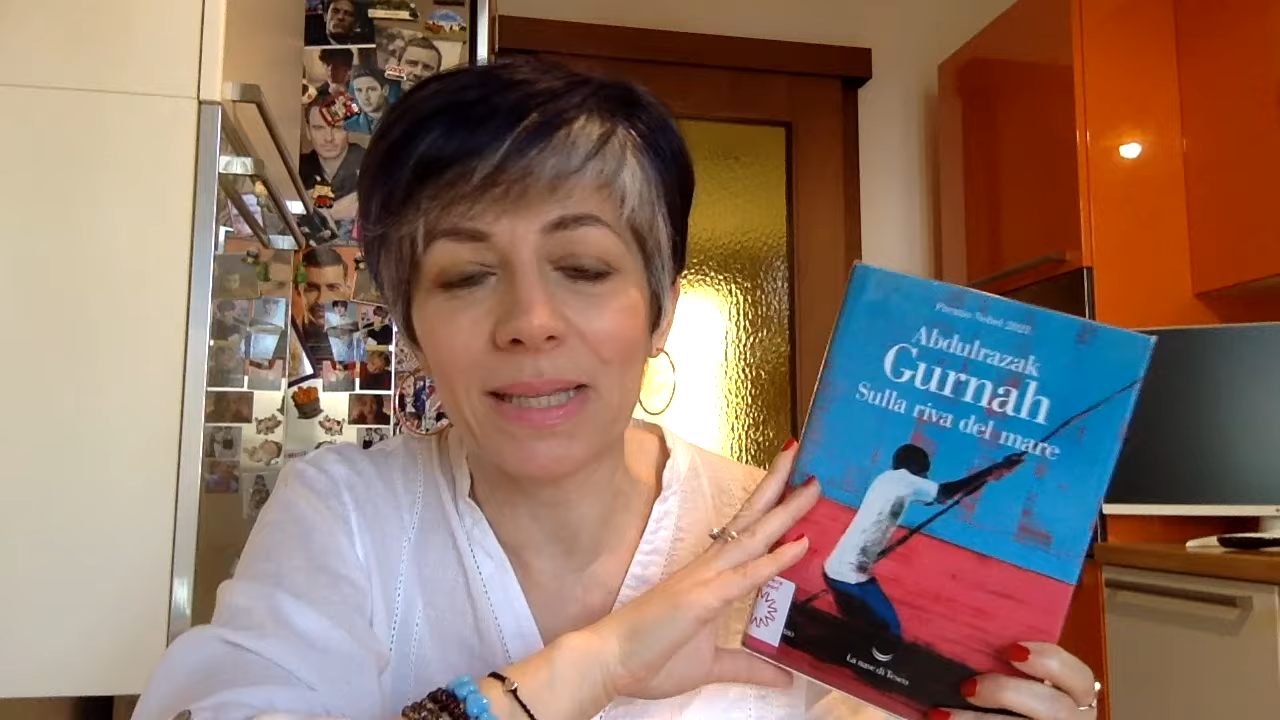 Premio Nobel 2021
Abdulrazak
Gurnah
Sulla riva del mare
La nave di Teseo